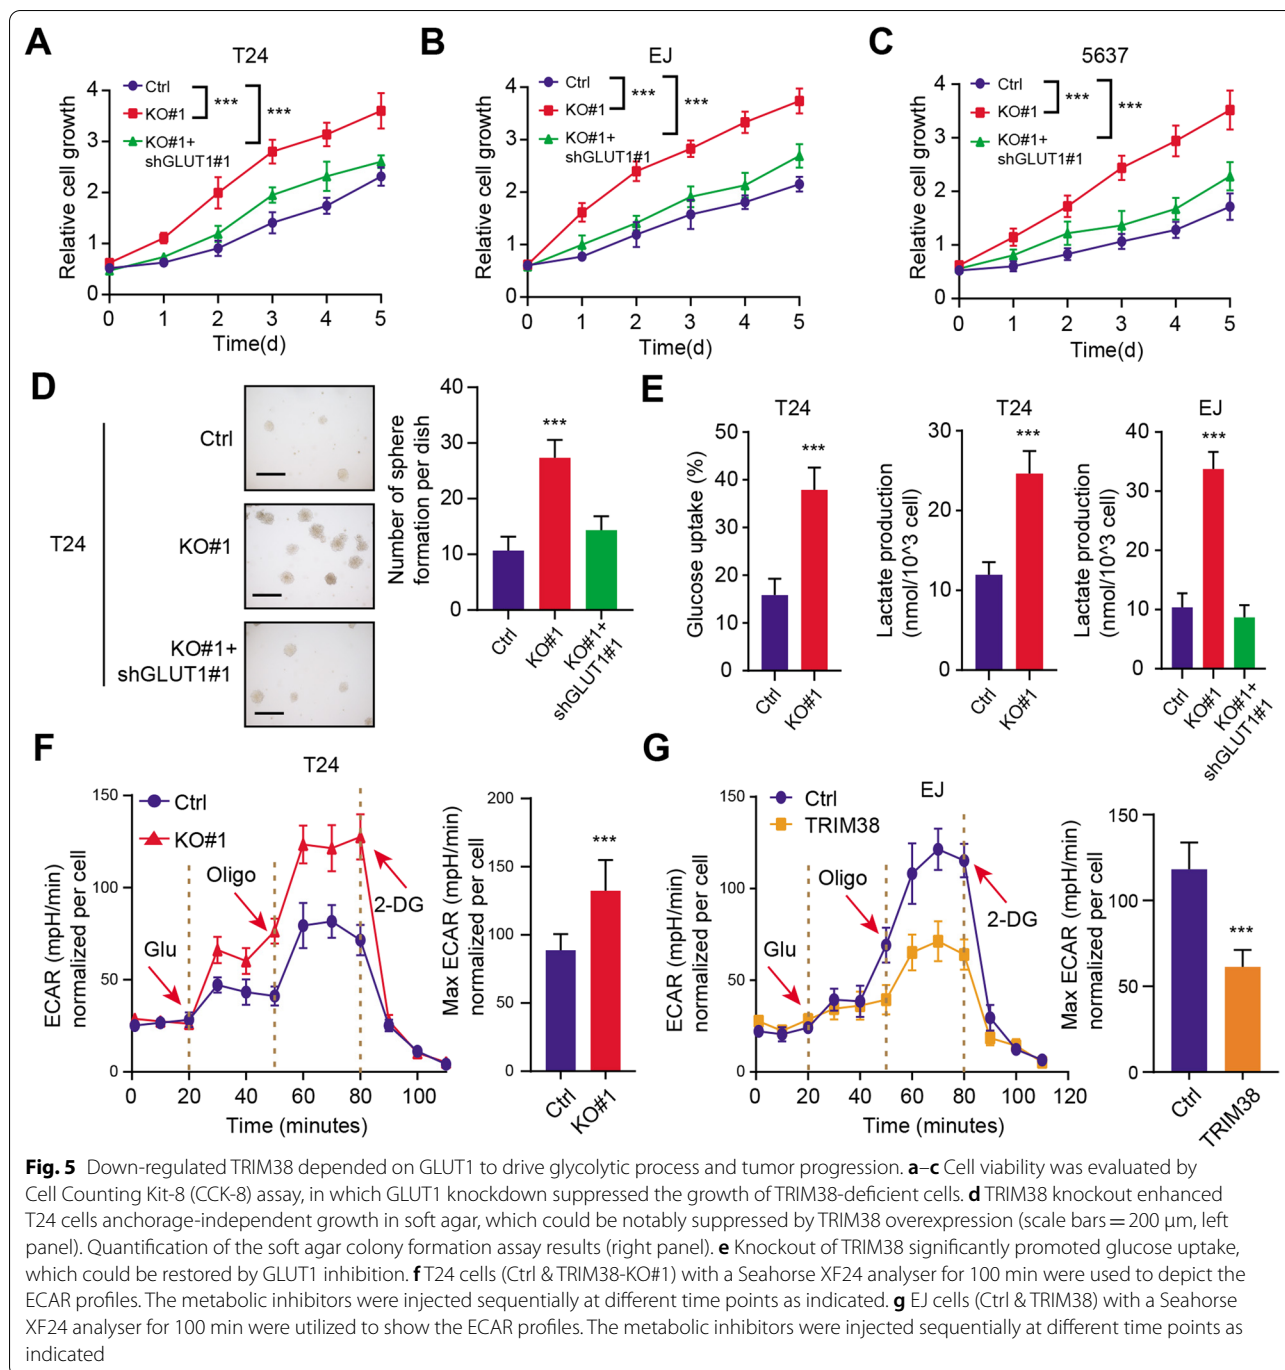 A
T24
Relative cell growth
4
3
2
1
0
Ctrl
KO#1
KO#1+
shGLUT1#1
***
***
0 1 2 3 4 5
Time(d)
B
EJ
Relative cell growth
4
3
2
1
0
Ctrl
KO#1
KO#1+
shGLUT1#1
***
***
0 1 2 3 4 5
Time(d)
C
5637
Relative cell growth
4
3
2
1
0
Ctrl
KO#1
KO#1+
shGLUT1#1
***
***
0 1 2 3 4 5
Time(d)
D
T24
Ctrl
KO#1
KO#1+
shGLUT1#1
Number of sphere
formation per dish
40
30
20
10
0
***
Ctrl
KO#1
KO#1+
shGLUT1#1
E
T24
Glucose uptake (%)
50
40
30
20
10
0
***
Ctrl
KO#1
T24
Lactate production
(nmol/10^3 cell)
30
20
10
0
***
Ctrl
KO#1
EJ
Lactate production
(nmol/10^3 cell)
40
30
20
10
0
***
Ctrl
KO#1
KO#1+
shGLUT1#1
F
T24
ECAR (mpH/min)
normalized per cell
150
100
50
0
Ctrl
KO#1
Glu
Oligo
2-DG
0 20 40 60 80 100
Time (minutes)
Max ECAR (mpH/min)
normalized per cell
200
150
100
50
0
***
Ctrl
KO#1
G
EJ
ECAR (mpH/min)
normalized per cell
150
100
50
0
Ctrl
TRIM38
Glu
Oligo
2-DG
0 20 40 60 80 100 120
Time (minutes)
Max ECAR (mpH/min)
normalized per cell
150
100
50
0
***
Ctrl
TRIM38
Fig. 5 Down-regulated TRIM38 depended on GLUT1 to drive glycolytic process and tumor progression. a–c Cell viability was evaluated by
Cell Counting Kit-8 (CCK-8) assay, in which GLUT1 knockdown suppressed the growth of TRIM38-deficient cells. d TRIM38 knockout enhanced
T24 cells anchorage-independent growth in soft agar, which could be notably suppressed by TRIM38 overexpression (scale bars = 200 μm, left
panel). Quantification of the soft agar colony formation assay results (right panel). e Knockout of TRIM38 significantly promoted glucose uptake,
which could be restored by GLUT1 inhibition. f T24 cells (Ctrl & TRIM38-KO#1) with a Seahorse XF24 analyser for 100 min were used to depict the
ECAR profiles. The metabolic inhibitors were injected sequentially at different time points as indicated. g EJ cells (Ctrl & TRIM38) with a Seahorse
XF24 analyser for 100 min were utilized to show the ECAR profiles. The metabolic inhibitors were injected sequentially at different time points as
indicated